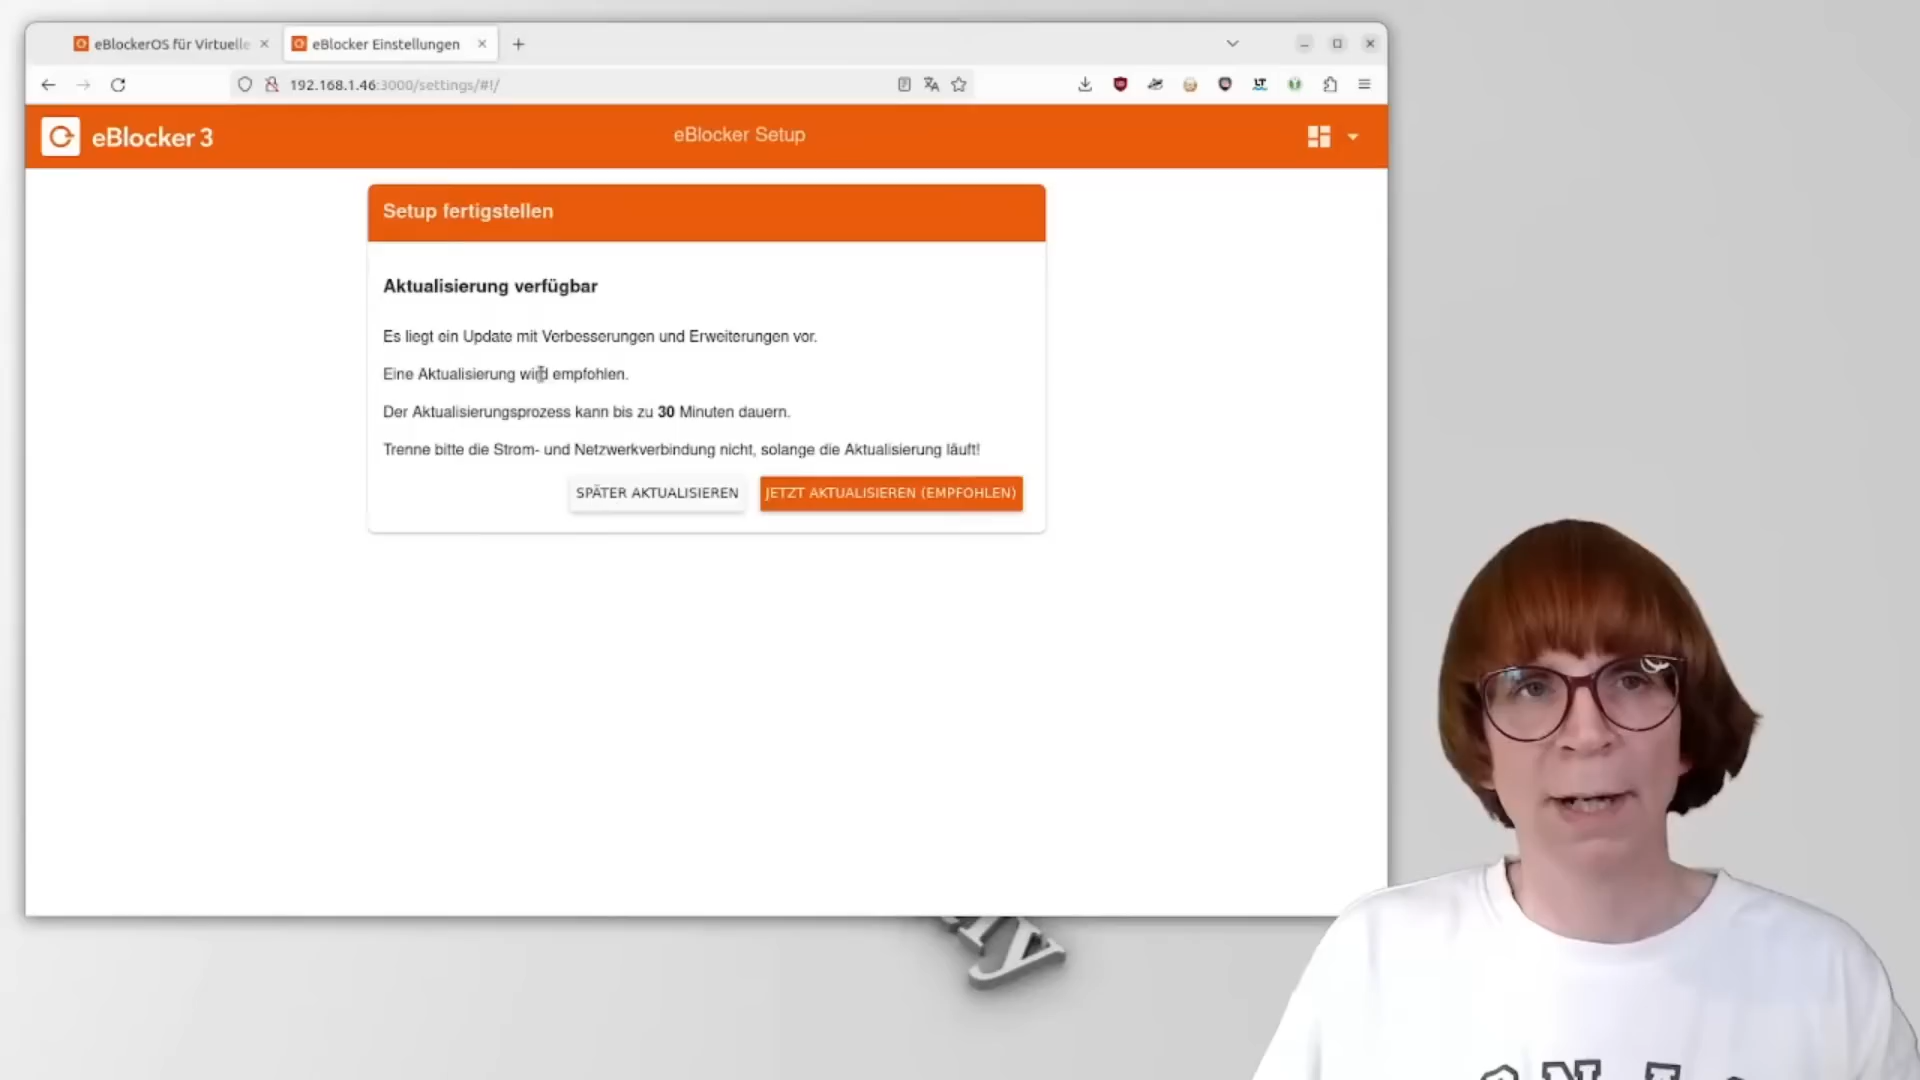 eBlockerOS für Virtuelle
eBlocker Einstellungen
192.168.1.46:3000/settings/#!/
LT
eBlocker 3
eBlocker Setup
Setup fertigstellen
Aktualisierung verfügbar
Es liegt ein Update mit Verbesserungen und Erweiterungen vor.
Eine Aktualisierung wird empfohlen.
Der Aktualisierungsprozess kann bis zu 30 Minuten dauern.
Trenne bitte die Strom- und Netzwerkverbindung nicht, solange die Aktualisierung läuft!
SPÄTER AKTUALISIEREN
JETZT AKTUALISIEREN (EMPFOHLEN)